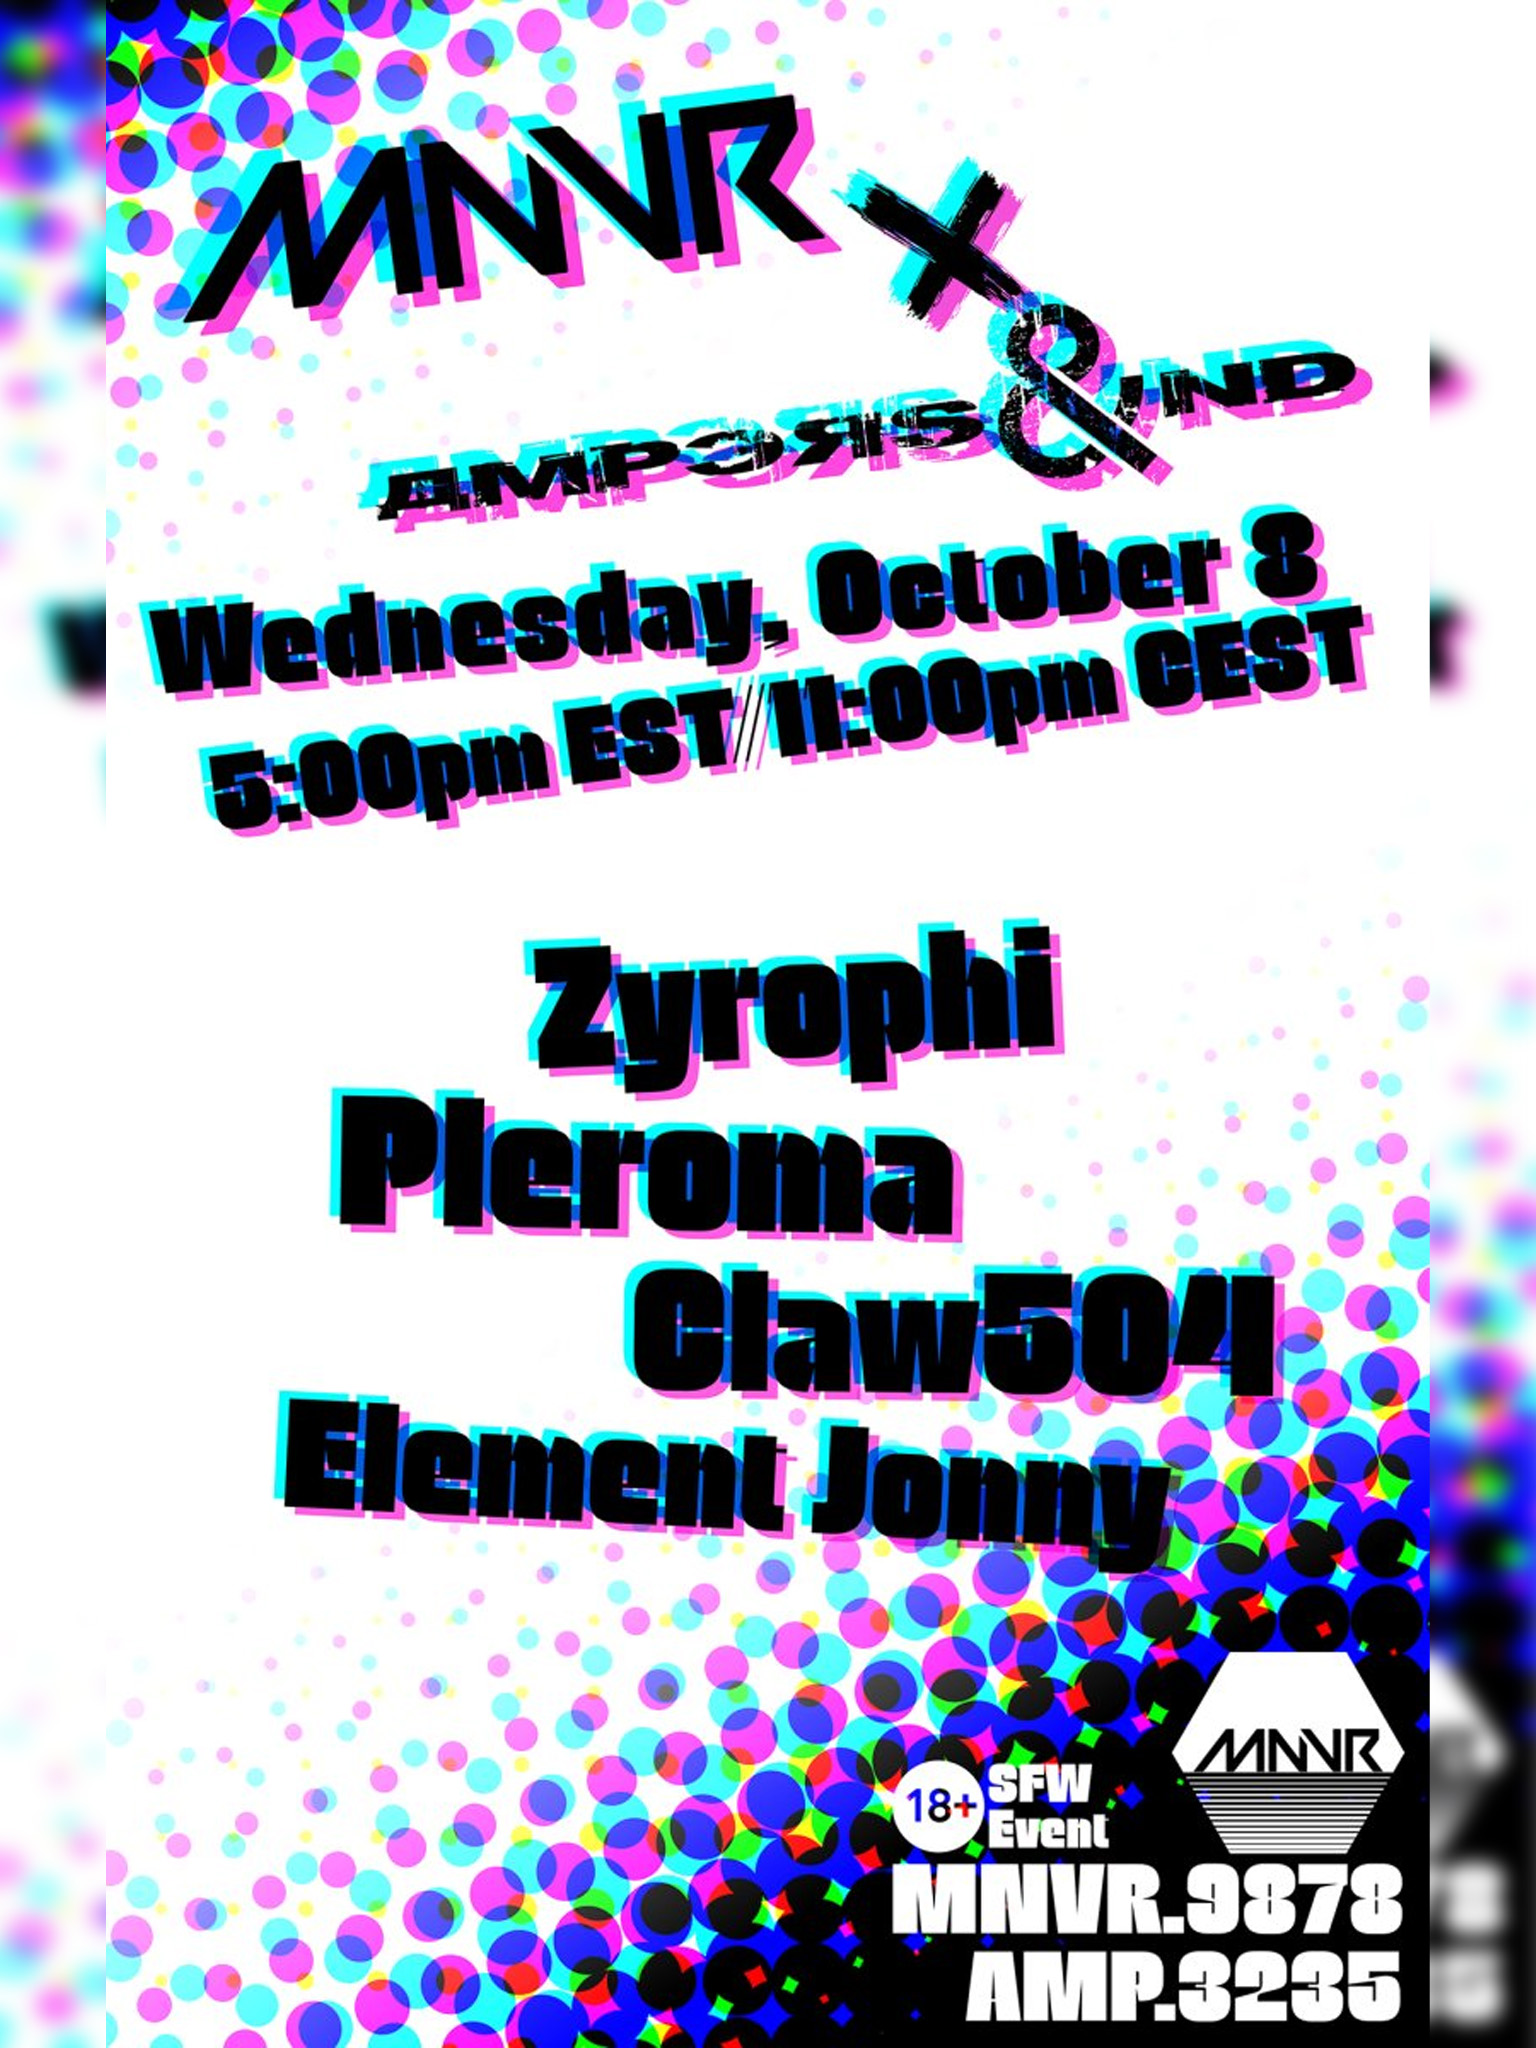 MNVR
×
AMPƏЯS&ND
Wednesday, October 8
5:00pm EST//11:00pm CEST
Zyrophi
Pleroma
Claw504
Element Jonny
MNVR
18+ SFW
Event
MNVR.9878
AMP.3235